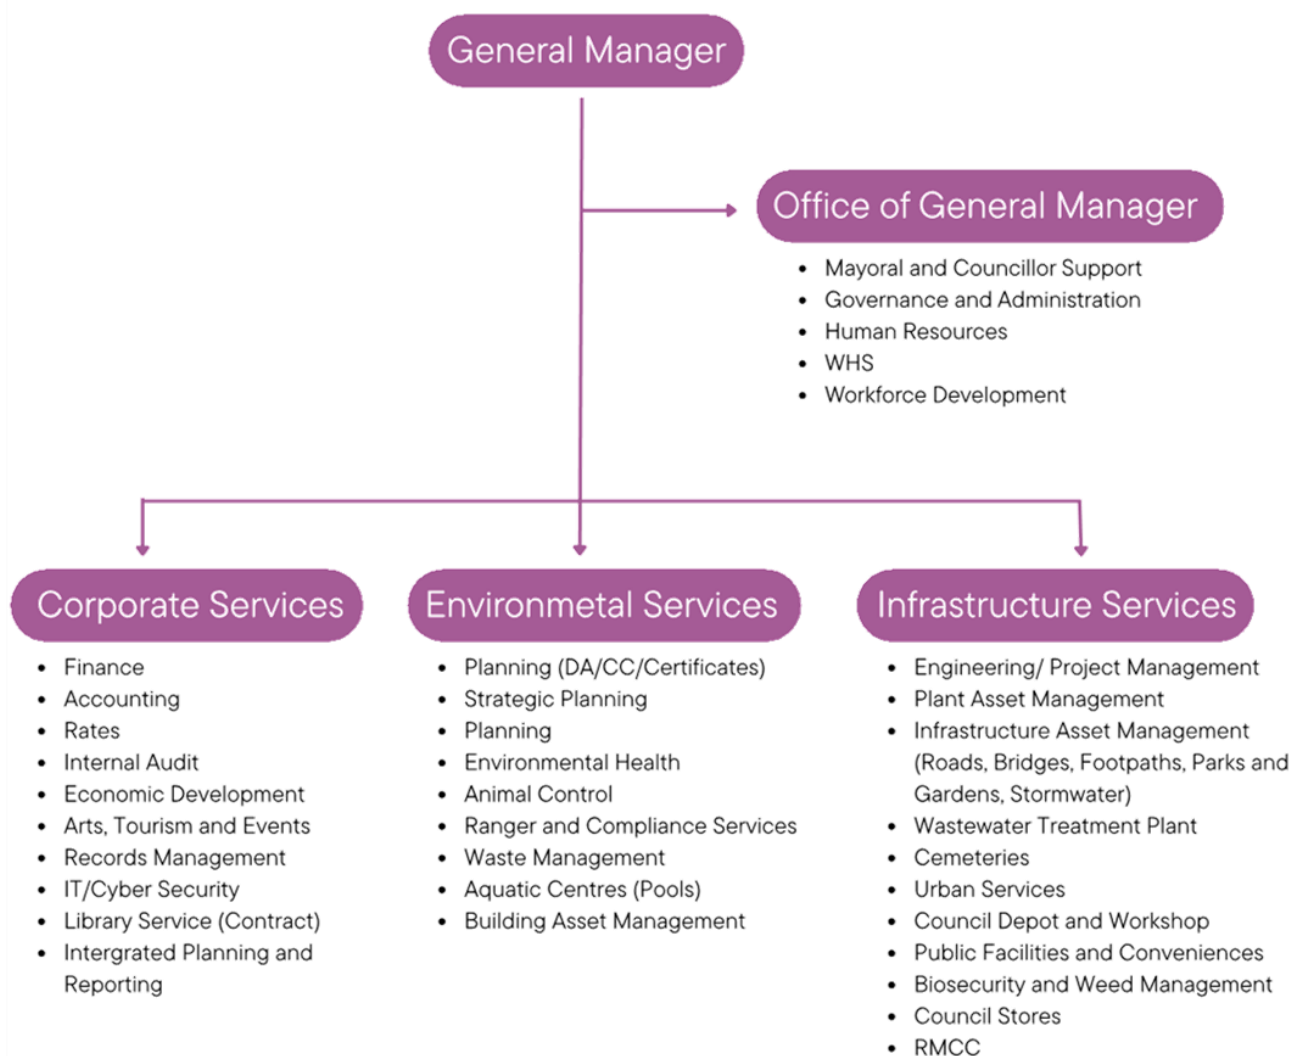 General Manager
Office of General Manager
• Mayoral and Councillor Support
• Governance and Administration
• Human Resources
• WHS
• Workforce Development
Corporate Services
• Finance
• Accounting
• Rates
• Internal Audit
• Economic Development
• Arts, Tourism and Events
• Records Management
• IT/Cyber Security
• Library Service (Contract)
• Intergrated Planning and
Reporting
Environmetal Services
• Planning (DA/CC/Certificates)
• Strategic Planning
• Planning
• Environmental Health
• Animal Control
• Ranger and Compliance Services
• Waste Management
• Aquatic Centres (Pools)
• Building Asset Management
Infrastructure Services
• Engineering/ Project Management
• Plant Asset Management
• Infrastructure Asset Management
(Roads, Bridges, Footpaths, Parks and
Gardens, Stormwater)
• Wastewater Treatment Plant
• Cemeteries
• Urban Services
• Council Depot and Workshop
• Public Facilities and Conveniences
• Biosecurity and Weed Management
• Council Stores
• RMCC